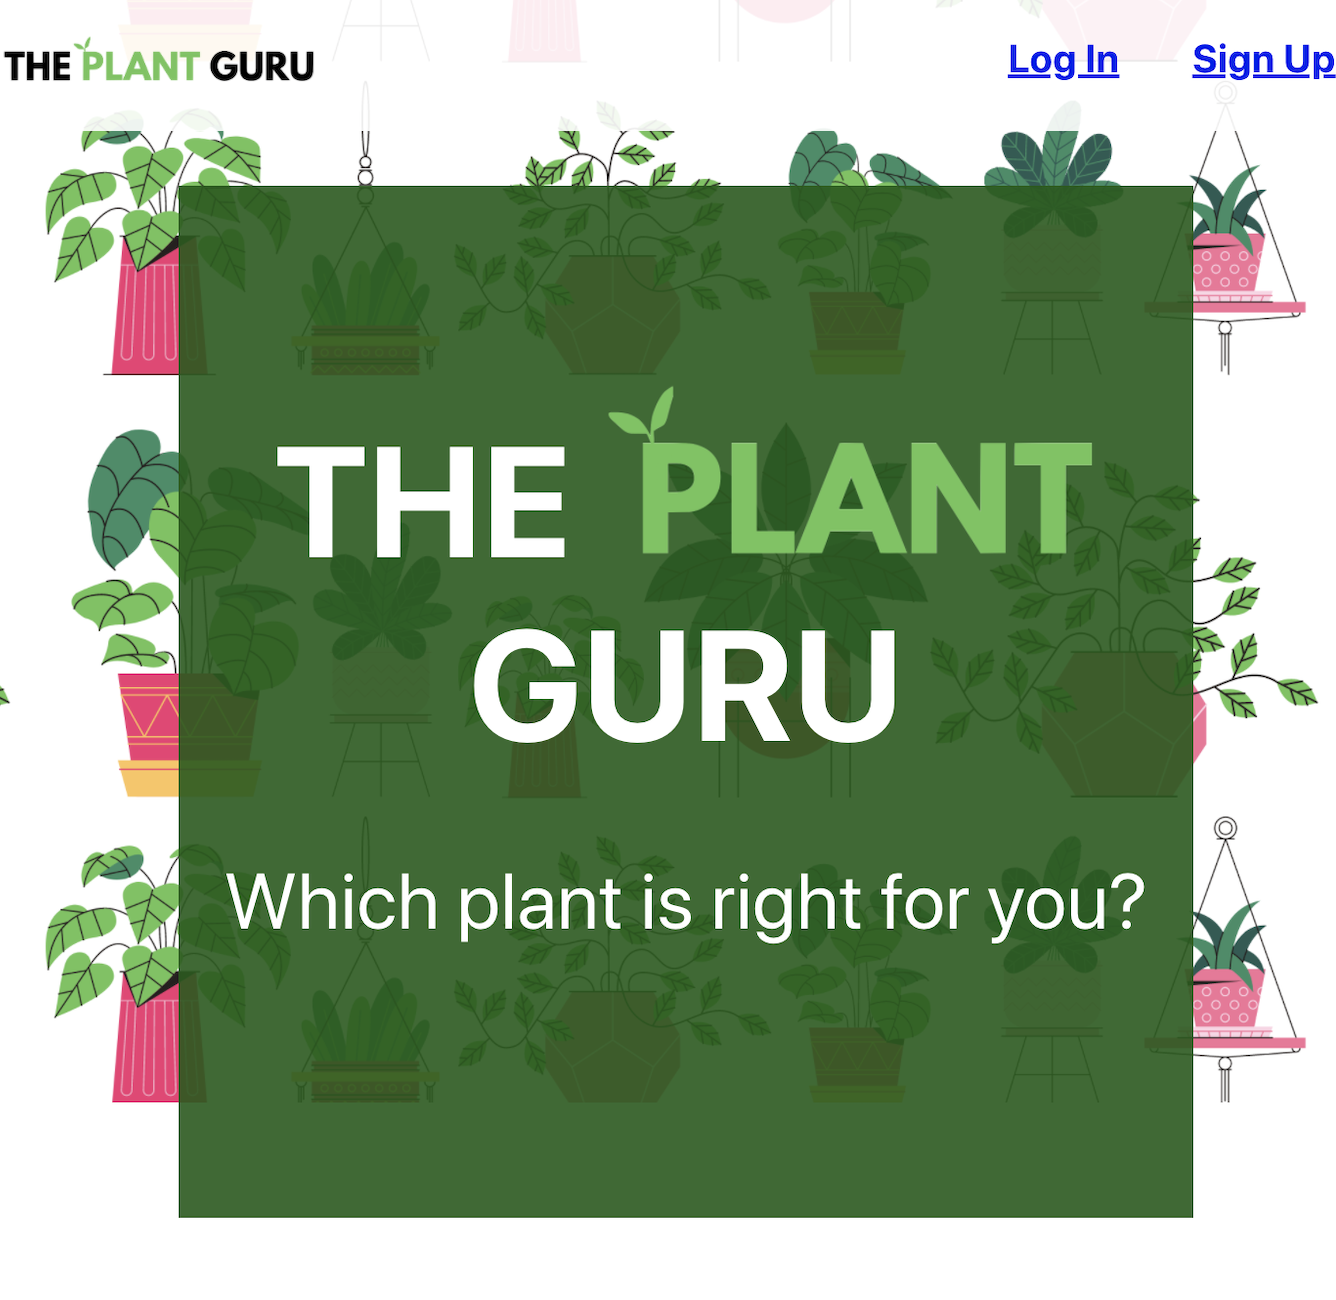 THE PLANT GURU
Log In
Sign Up
THE PLANT
GURU
Which plant is right for you?